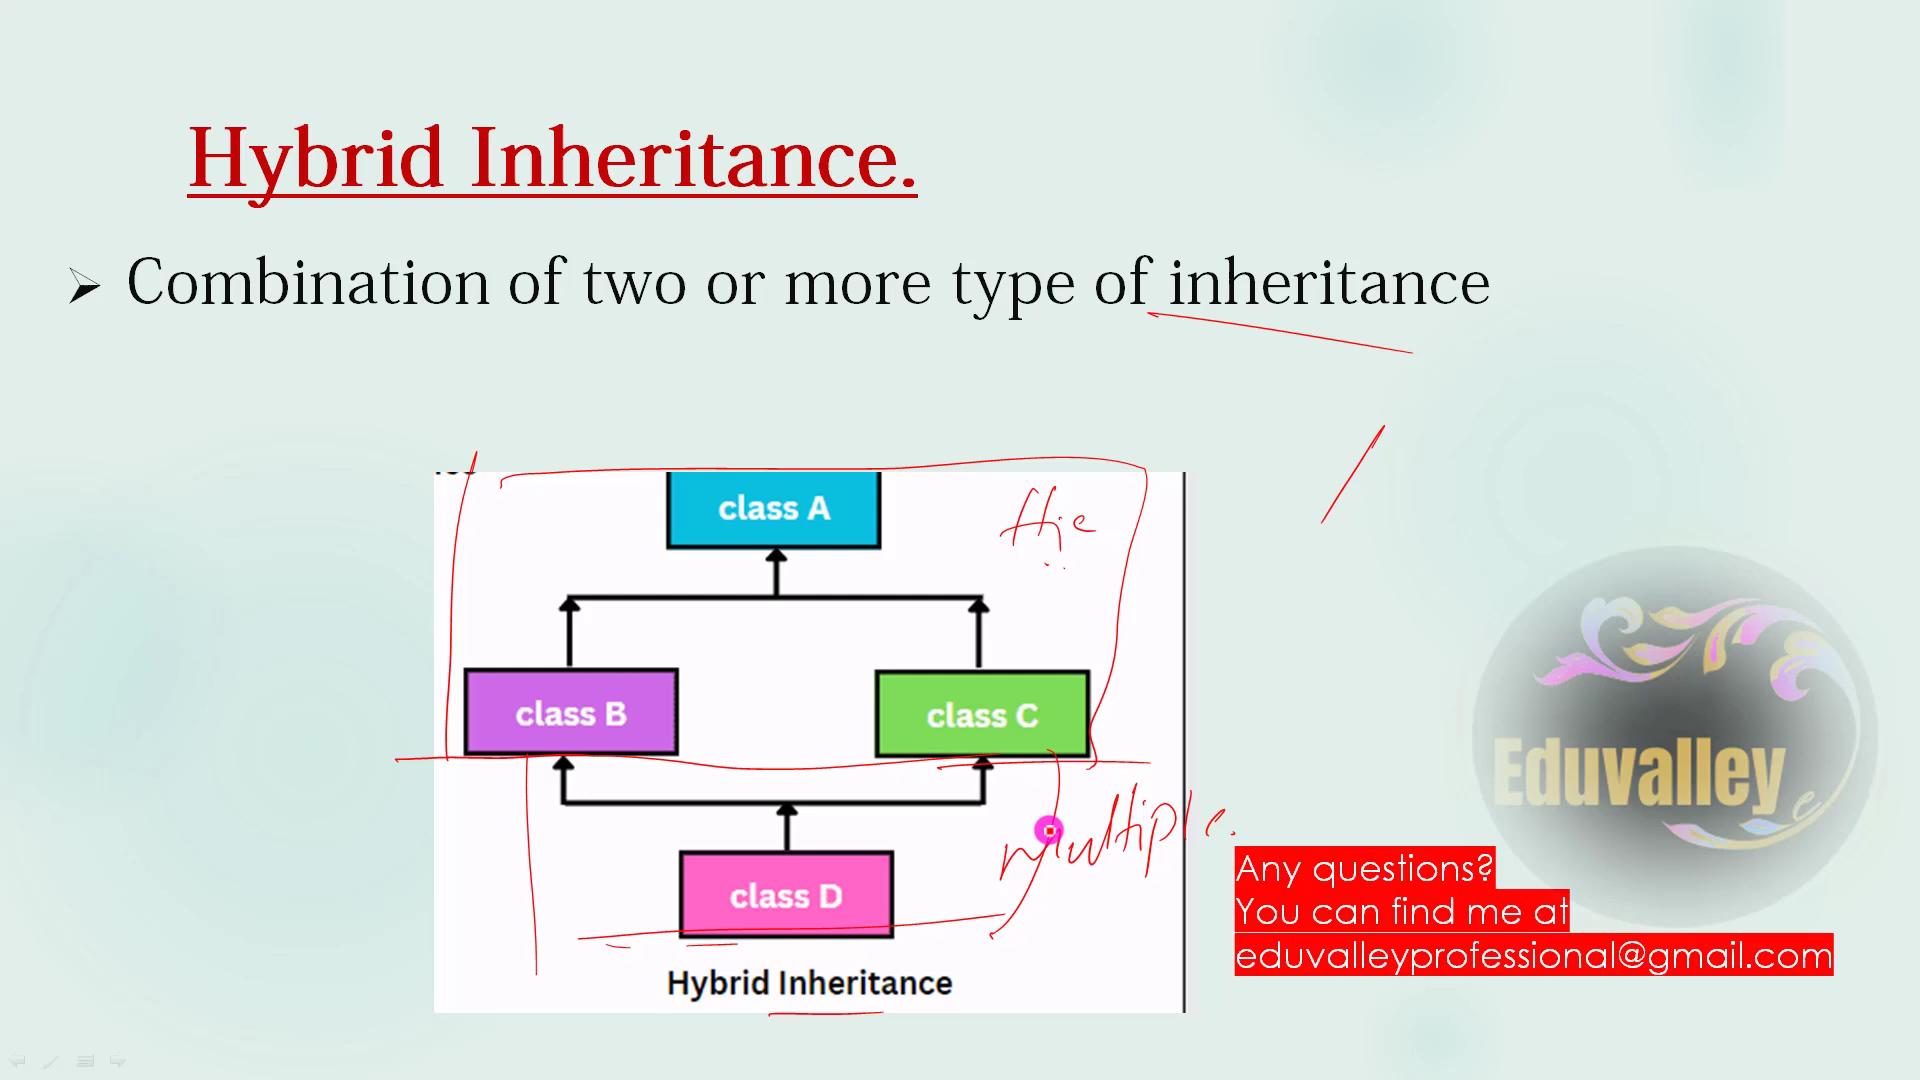 Hybrid Inheritance.
Combination of two or more type of inheritance
class A
class B
class C
multiple.
class D
Hybrid Inheritance
Eduvalley
Any questions?
You can find me at
eduvalleyprofessional@gmail.com